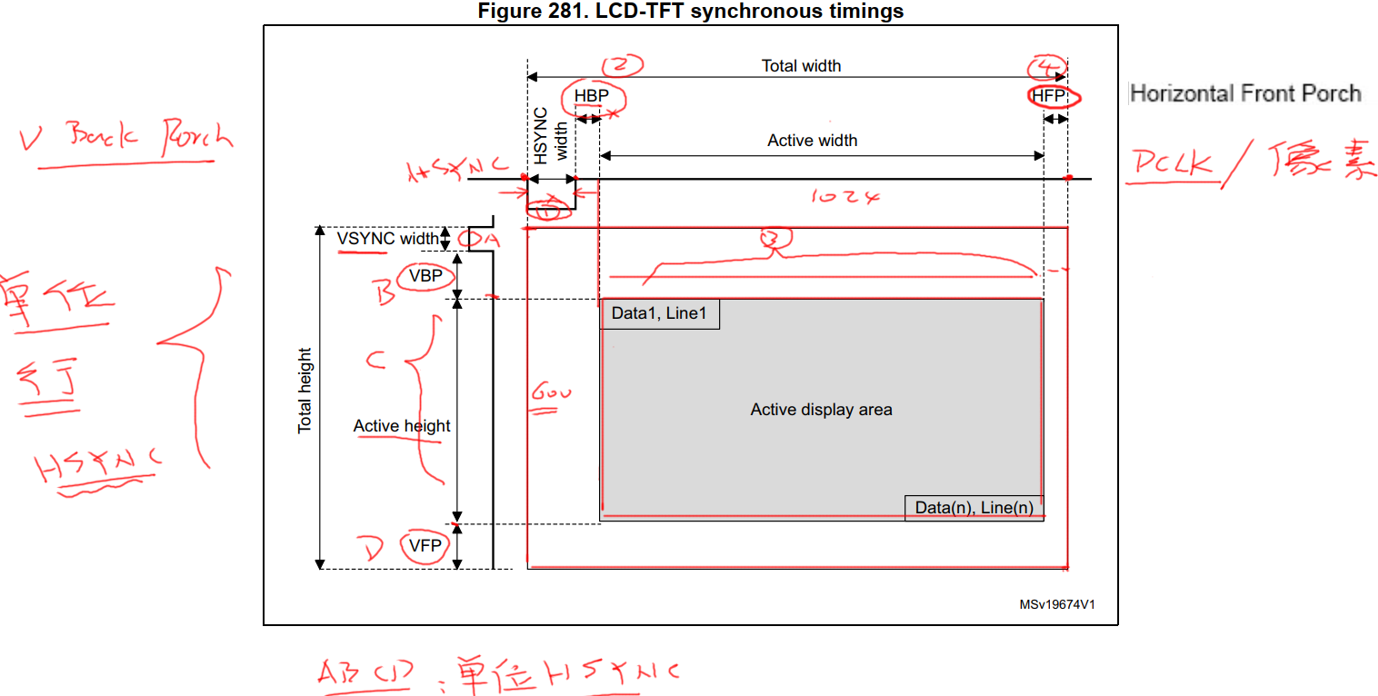 Figure 281. LCD-TFT synchronous timings
② Total width ④
HBP
HFP
Horizontal Front Porch
HSYNC width
Active width
V Back Porch
HSYNC
PCLK / 像素
①
1024
VSYNC width
A
③
B
VBP
单位
行
HSYNC
Data1, Line1
C
Total height
600
Active height
Active display area
Data(n), Line(n)
D
VFP
MSv19674V1
ABCD : 单位 HSYNC